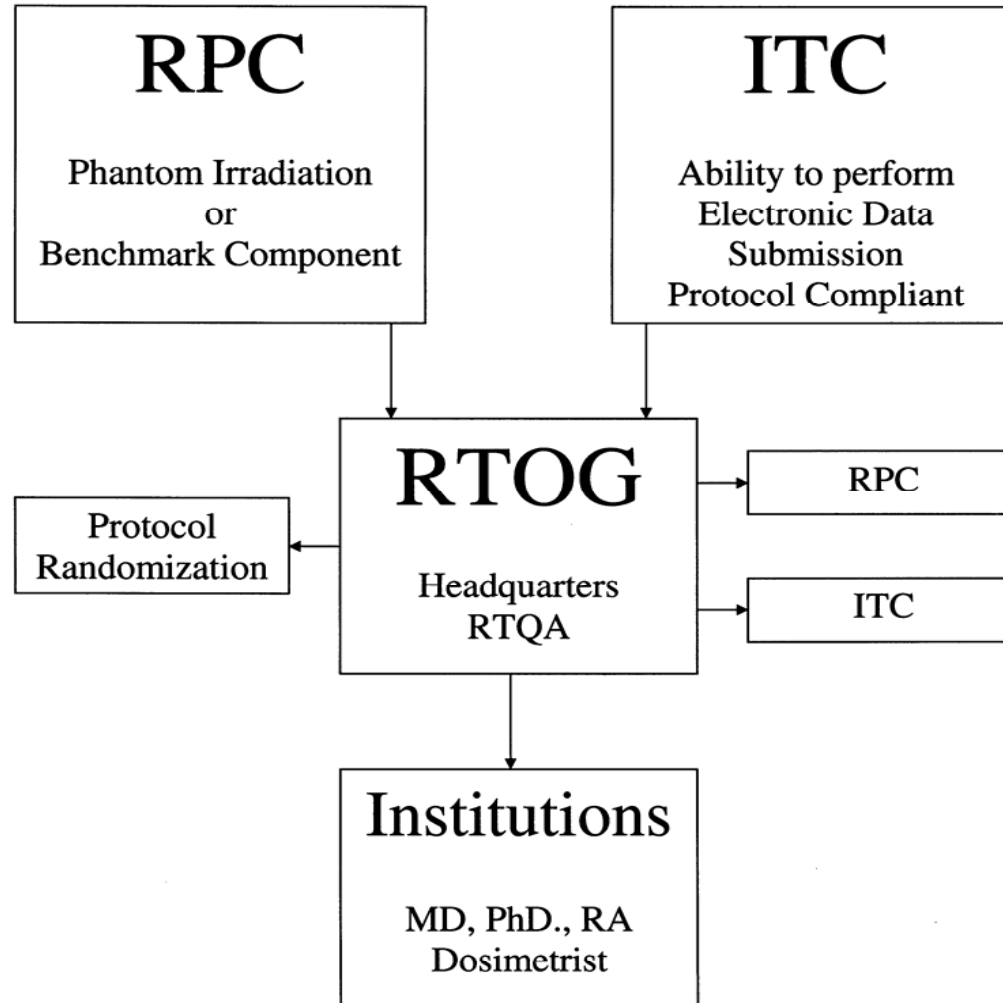 RPC
Phantom Irradiation
or
Benchmark Component
ITC
Ability to perform
Electronic Data
Submission
Protocol Compliant
RTOG
Headquarters
RTQA
Protocol
Randomization
RPC
ITC
Institutions
MD, PhD., RA
Dosimetrist